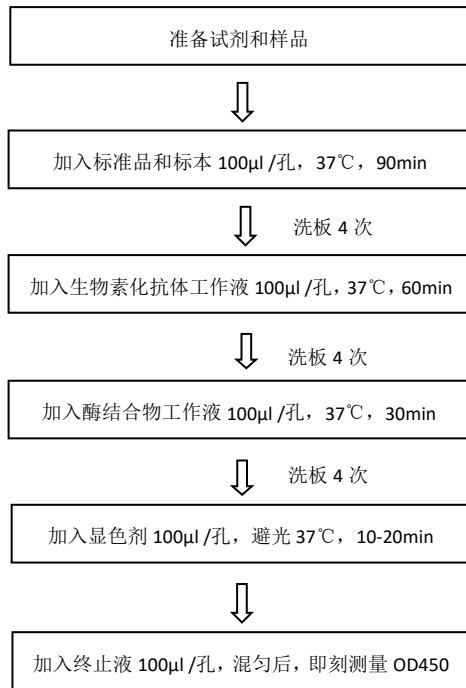 准备试剂和样品
加入标准品和标本 100μl /孔，37℃，90min
洗板 4 次
加入生物素化抗体工作液 100μl /孔，37℃，60min
洗板 4 次
加入酶结合物工作液 100μl /孔，37℃，30min
洗板 4 次
加入显色剂 100μl /孔，避光 37℃，10-20min
加入终止液 100μl /孔，混匀后，即刻测量 OD450